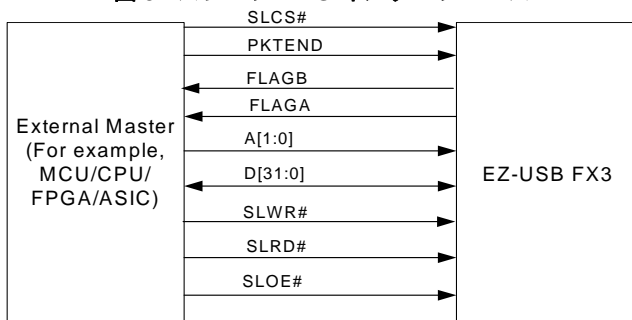 SLCS#
PKTEND
FLAGB
FLAGA
External Master
(For example,
MCU/CPU/
FPGA/ASIC)
A[1:0]
D[31:0]
EZ-USB FX3
SLWR#
SLRD#
SLOE#